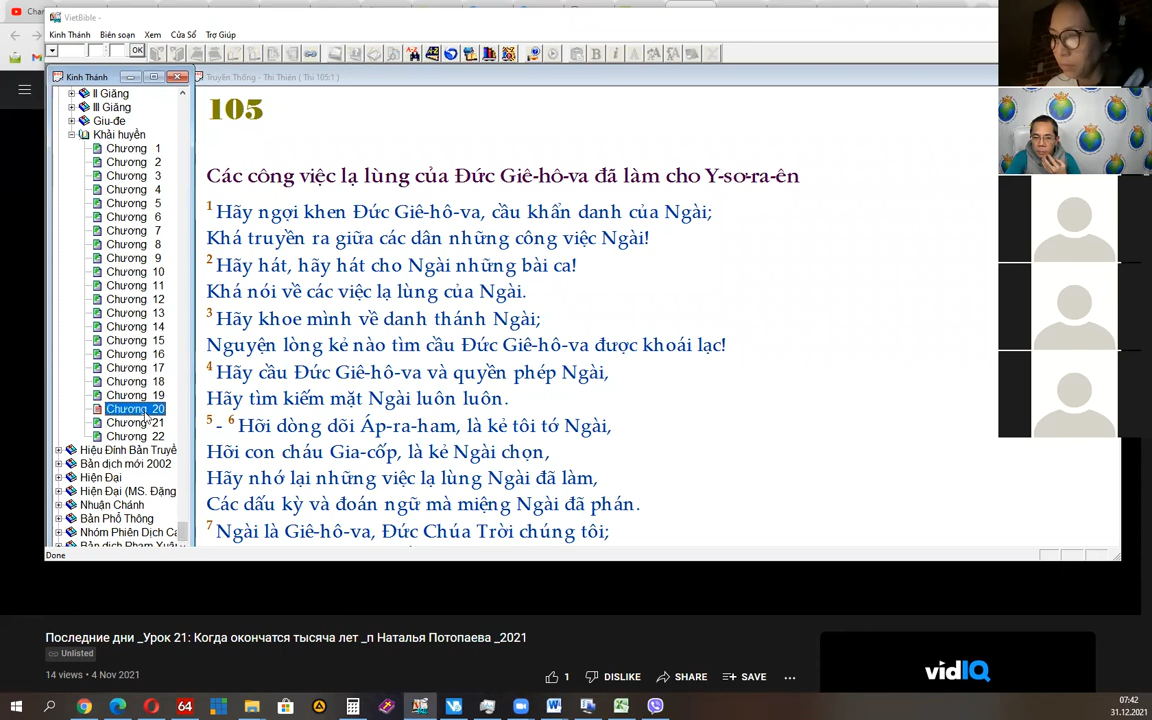 VietBible -
Kinh Thánh
Biên soạn
Xem
Cửa Sổ
Trợ Giúp
OK
Kinh Thánh
Truyền Thống - Thi Thiên ( Thi 105:1 )
II Giăng
III Giăng
Giu-đe
Khải huyền
Chương 1
Chương 2
Chương 3
Chương 4
Chương 5
Chương 6
Chương 7
Chương 8
Chương 9
Chương 10
Chương 11
Chương 12
Chương 13
Chương 14
Chương 15
Chương 16
Chương 17
Chương 18
Chương 19
Chương 20
Chương 21
Chương 22
Hiệu Đính Bản Truyề
Bản dịch mới 2002
Hiện Đại
Hiện Đại (MS. Đặng
Nhuận Chánh
Bản Phổ Thông
Nhóm Phiên Dịch Cá
Bản dịch Phạm Xuâ
Done
105
Các công việc lạ lùng của Đức Giê-hô-va đã làm cho Y-sơ-ra-ên
1 Hãy ngợi khen Đức Giê-hô-va, cầu khẩn danh của Ngài;
Khá truyền ra giữa các dân những công việc Ngài!
2 Hãy hát, hãy hát cho Ngài những bài ca!
Khá nói về các việc lạ lùng của Ngài.
3 Hãy khoe mình về danh thánh Ngài;
Nguyện lòng kẻ nào tìm cầu Đức Giê-hô-va được khoái lạc!
4 Hãy cầu Đức Giê-hô-va và quyền phép Ngài,
Hãy tìm kiếm mặt Ngài luôn luôn.
5 - 6 Hỡi dòng dõi Áp-ra-ham, là kẻ tôi tớ Ngài,
Hỡi con cháu Gia-cốp, là kẻ Ngài chọn,
Hãy nhớ lại những việc lạ lùng Ngài đã làm,
Các dấu kỳ và đoán ngữ mà miệng Ngài đã phán.
7 Ngài là Giê-hô-va, Đức Chúa Trời chúng tôi;
Последние дни _Урок 21: Когда окончатся тысяча лет _п Наталья Потопаева _2021
Unlisted
14 views • 4 Nov 2021
1
DISLIKE
SHARE
SAVE
vidIQ
64
07:42
31.12.2021